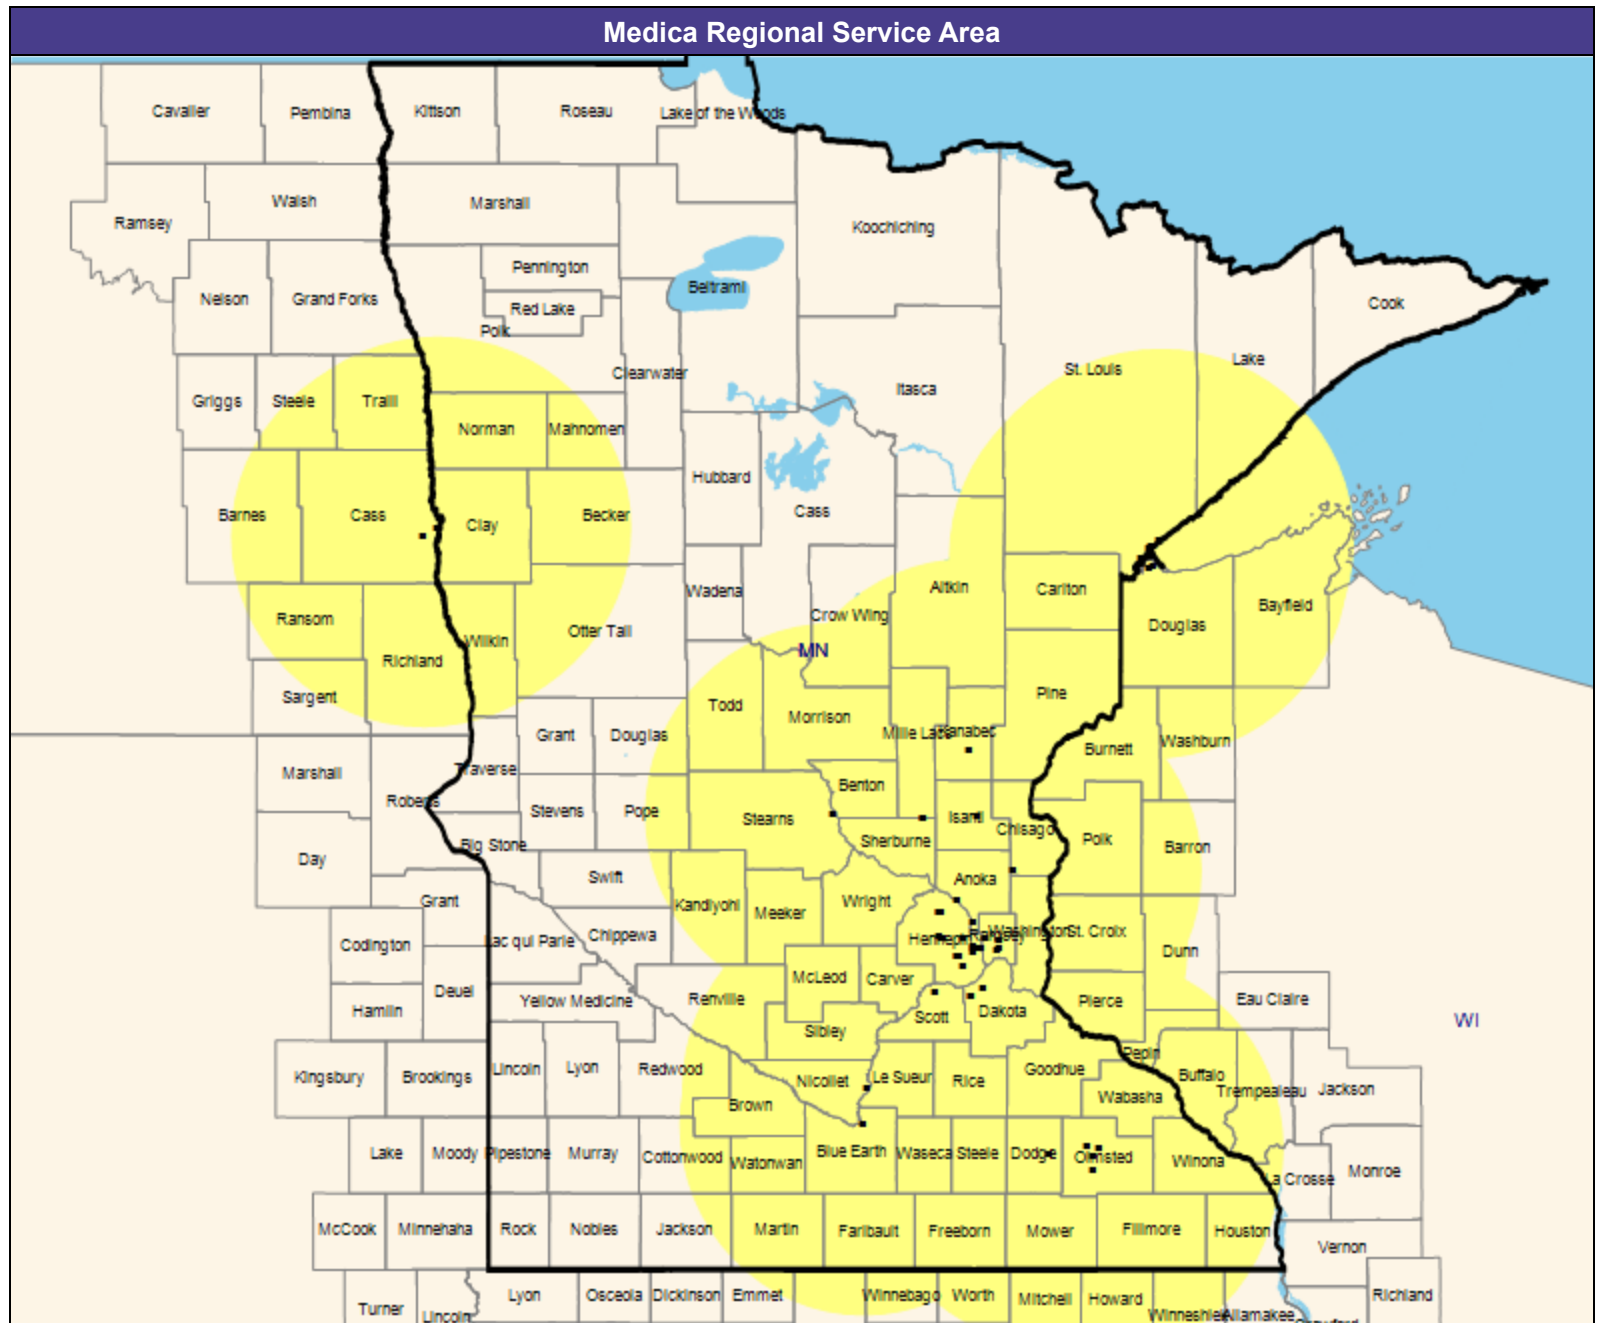 Medica Regional Service Area
Cavalier
Pembina
Kittson
Roseau
Lake of the Woods
Walsh
Marshall
Ramsey
Koochiching
Pennington
Beltrami
Nelson
Grand Forks
Red Lake
Cook
Polk
Clearwater
St. Louis
Lake
Itasca
Griggs
Steele
Traill
Norman
Mahnomen
Hubbard
Barnes
Cass
Clay
Becker
Cass
Wadena
Aitkin
Carlton
Bayfield
Ransom
Crow Wing
Douglas
Otter Tail
Wilkin
MN
Richland
Sargent
Todd
Morrison
Pine
Grant
Douglas
Mille Lacs
Kanabec
Burnett
Washburn
Marshall
Traverse
Benton
Roberts
Stevens
Pope
Stearns
Isanti
Chisago
Polk
Barron
Sherburne
Day
Big Stone
Swift
Anoka
Grant
Kandiyohi
Meeker
Wright
Codington
Lac qui Parle
Chippewa
Hennepin
Ramsey
Washington
St. Croix
Dunn
McLeod
Carver
Deuel
Yellow Medicine
Renville
Pierce
Eau Claire
Hamlin
Scott
Dakota
WI
Sibley
Pepin
Kingsbury
Brookings
Lincoln
Lyon
Redwood
Nicollet
Le Sueur
Rice
Goodhue
Buffalo
Trempealeau
Jackson
Brown
Wabasha
Lake
Moody
Pipestone
Murray
Cottonwood
Watonwan
Blue Earth
Waseca
Steele
Dodge
Olmsted
Winona
La Crosse
Monroe
McCook
Minnehaha
Rock
Nobles
Jackson
Martin
Faribault
Freeborn
Mower
Fillmore
Houston
Vernon
Turner
Lincoln
Lyon
Osceola
Dickinson
Emmet
Winnebago
Worth
Mitchell
Howard
Winneshiek
Allamakee
Crawford
Richland